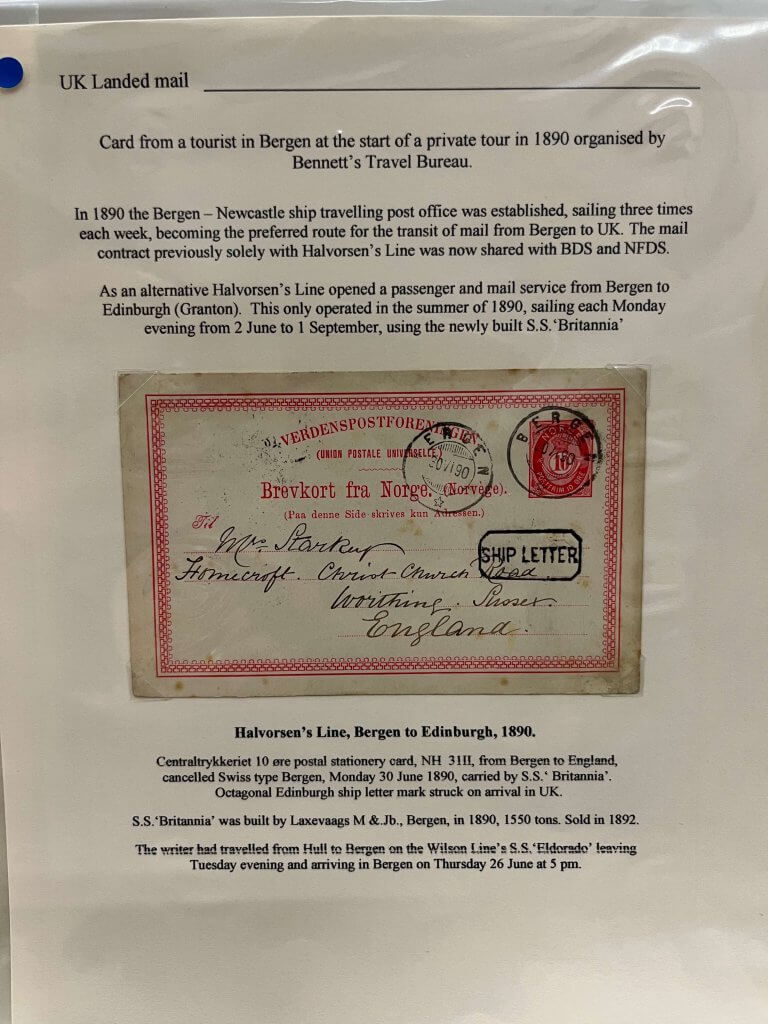 UK Landed mail
Card from a tourist in Bergen at the start of a private tour in 1890 organised by
Bennett's Travel Bureau.
In 1890 the Bergen – Newcastle ship travelling post office was established, sailing three times
each week, becoming the preferred route for the transit of mail from Bergen to UK. The mail
contract previously solely with Halvorsen's Line was now shared with BDS and NFDS.
As an alternative Halvorsen's Line opened a passenger and mail service from Bergen to
Edinburgh (Granton). This only operated in the summer of 1890, sailing each Monday
evening from 2 June to 1 September, using the newly built S.S.'Britannia'
VERDENSPOSTFORENINGEN
(UNION POSTALE UNIVERSELLE)
BERGEN
BERGEN
10
Brevkort fra Norge. (Norvège).
(Paa denne Side skrives kun Adressen.)
Til
Mrs Starkey
SHIP LETTER
Homecroft. Christ Church Road
Worthing. Sussex.
England.
Halvorsen's Line, Bergen to Edinburgh, 1890.
Centraltrykkeriet 10 øre postal stationery card, NH 31II, from Bergen to England,
cancelled Swiss type Bergen, Monday 30 June 1890, carried by S.S.' Britannia'.
Octagonal Edinburgh ship letter mark struck on arrival in UK.
S.S.'Britannia' was built by Laxevaags M &.Jb., Bergen, in 1890, 1550 tons. Sold in 1892.
The writer had travelled from Hull to Bergen on the Wilson Line's S.S.'Eldorado' leaving
Tuesday evening and arriving in Bergen on Thursday 26 June at 5 pm.